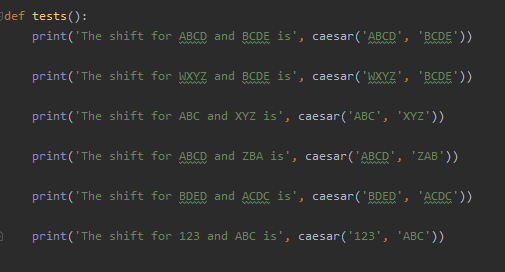 def tests():
print('The shift for ABCD and BCDE is', caesar('ABCD', 'BCDE'))
print('The shift for WXYZ and BCDE is', caesar('WXYZ', 'BCDE'))
print('The shift for ABC and XYZ is', caesar('ABC', 'XYZ'))
print('The shift for ABCD and ZBA is', caesar('ABCD', 'ZAB'))
print('The shift for BDED and ACDC is', caesar('BDED', 'ACDC'))
print('The shift for 123 and ABC is', caesar('123', 'ABC'))